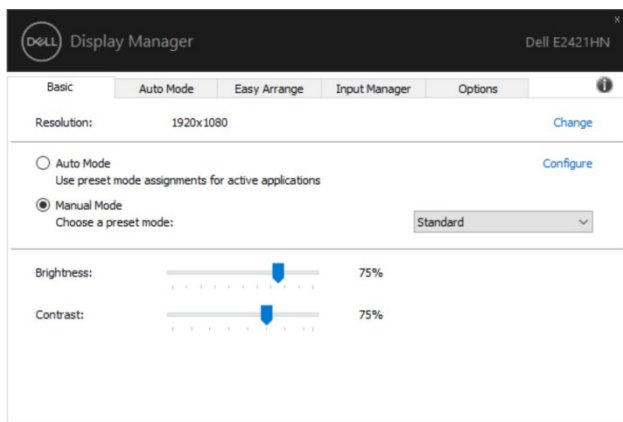 x
DELL Display Manager
Dell E2421HN
Basic Auto Mode Easy Arrange Input Manager Options i
Resolution: 1920x1080 Change
Auto Mode Configure
Use preset mode assignments for active applications
Manual Mode
Choose a preset mode: Standard
Brightness: 75%
Contrast: 75%